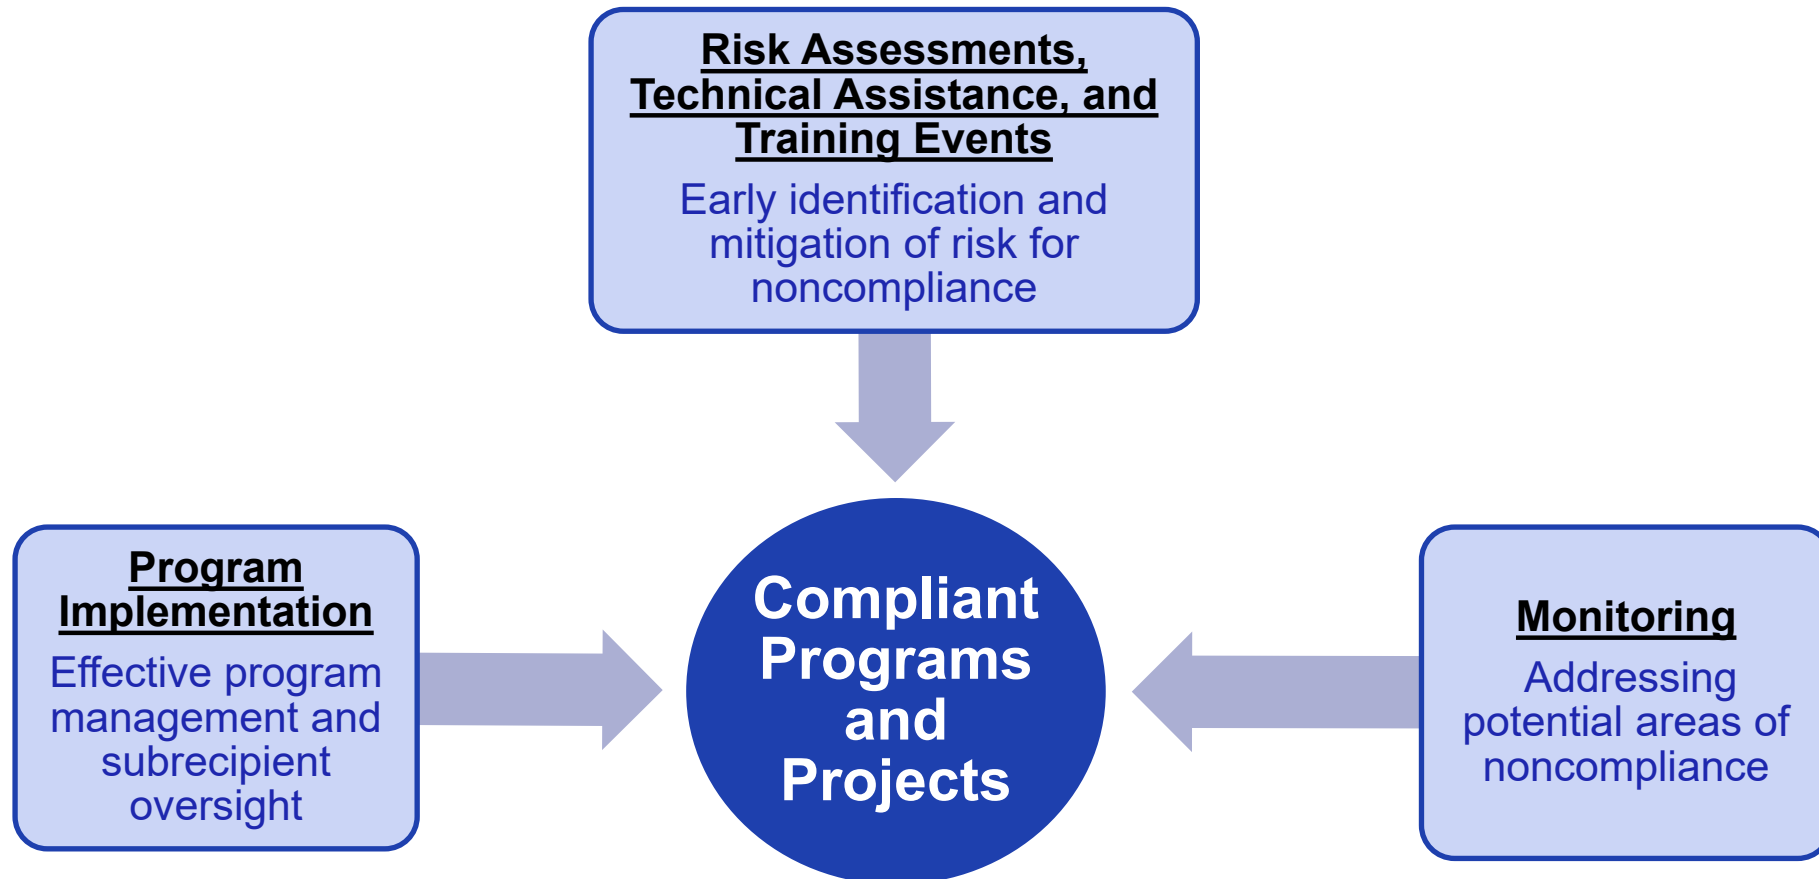 Risk Assessments,
Technical Assistance, and
Training Events
Early identification and
mitigation of risk for
noncompliance
Program
Implementation
Effective program
management and
subrecipient
oversight
Compliant
Programs
and
Projects
Monitoring
Addressing
potential areas of
noncompliance